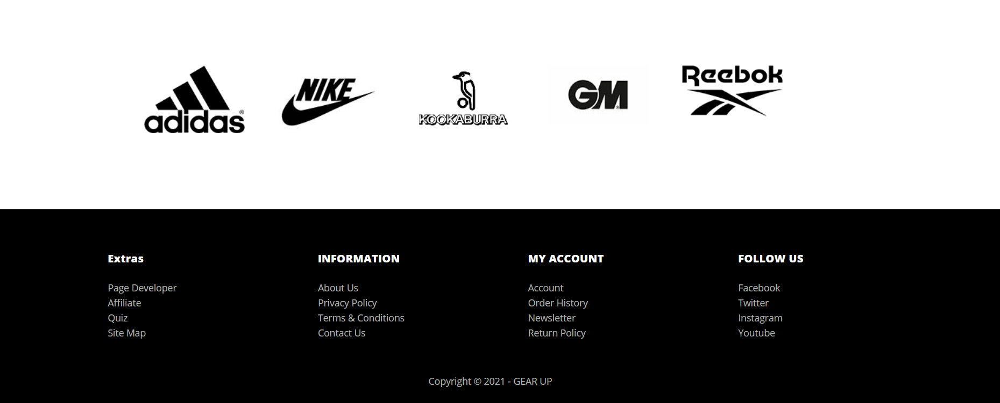 adidas®
NIKE
KOOKABURRA
GM®
Reebok
Extras
Page Developer
Affiliate
Quiz
Site Map
INFORMATION
About Us
Privacy Policy
Terms & Conditions
Contact Us
MY ACCOUNT
Account
Order History
Newsletter
Return Policy
FOLLOW US
Facebook
Twitter
Instagram
Youtube
Copyright © 2021 - GEAR UP